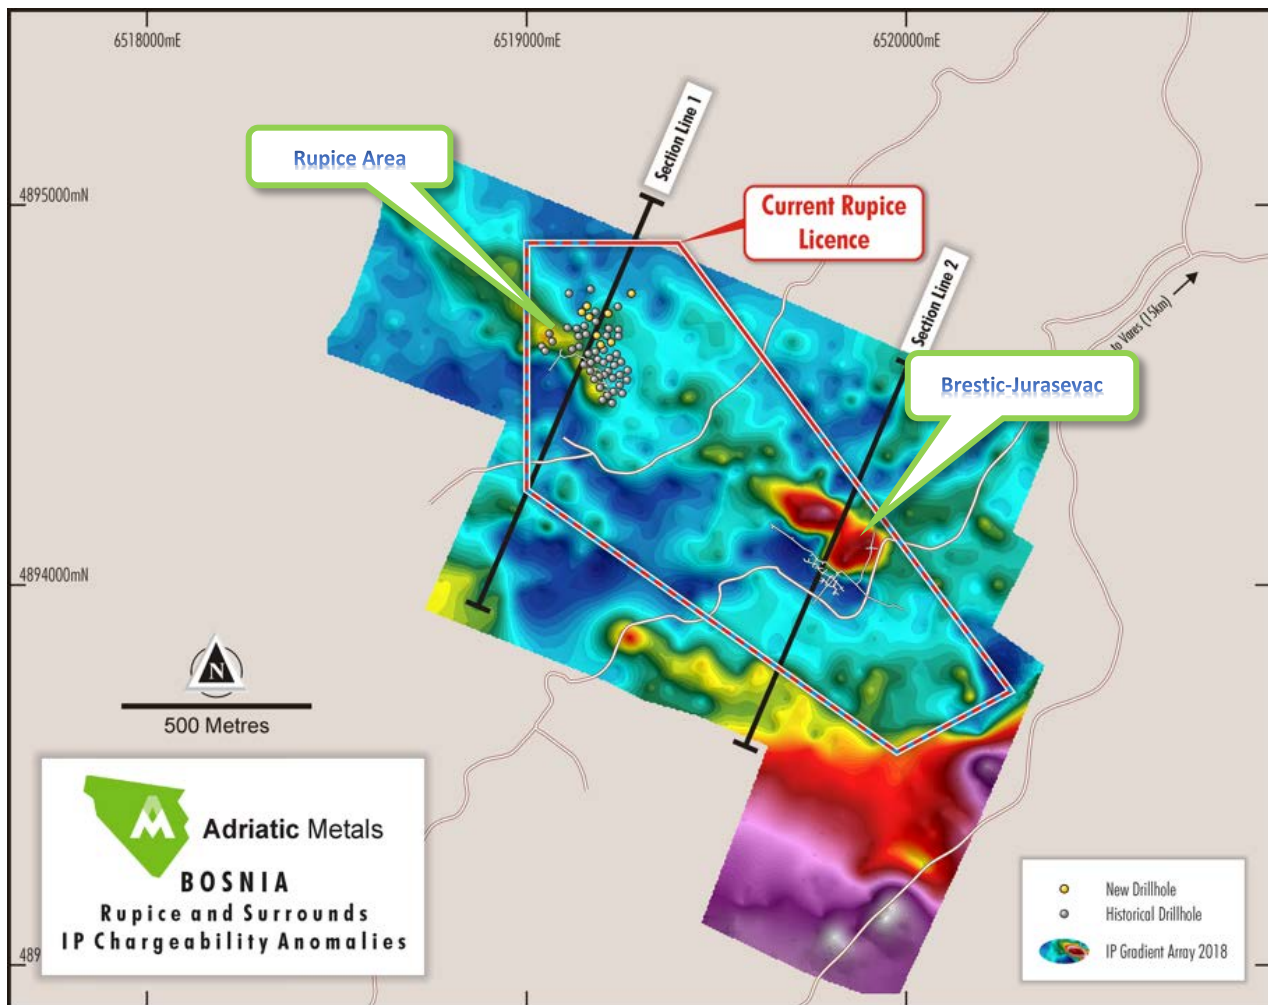 6518000mE
6519000mE
6520000mE
Section Line 1
Rupice Area
4895000mN
Current Rupice
Licence
Section Line 2
to Vares (15km)
Brestic-Jurasevac
4894000mN
N
500 Metres
Adriatic Metals
BOSNIA
Rupice and Surrounds
IP Chargeability Anomalies
489
New Drillhole
Historical Drillhole
IP Gradient Array 2018